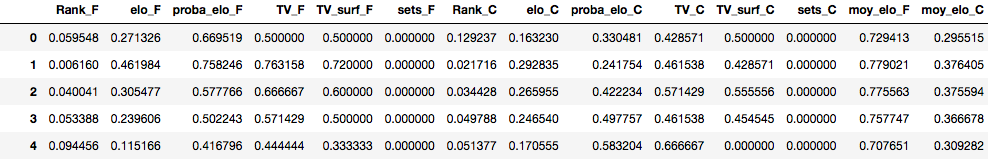 Rank_F elo_F proba_elo_F TV_F TV_surf_F sets_F Rank_C elo_C proba_elo_C TV_C TV_surf_C sets_C moy_elo_F moy_elo_C
0 0.059548 0.271326 0.669519 0.500000 0.500000 0.000000 0.129237 0.163230 0.330481 0.428571 0.500000 0.000000 0.729413 0.295515
1 0.006160 0.461984 0.758246 0.763158 0.720000 0.000000 0.021716 0.292835 0.241754 0.461538 0.428571 0.000000 0.779021 0.376405
2 0.040041 0.305477 0.577766 0.666667 0.600000 0.000000 0.034428 0.265955 0.422234 0.571429 0.555556 0.000000 0.775563 0.375594
3 0.053388 0.239606 0.502243 0.571429 0.500000 0.000000 0.049788 0.246540 0.497757 0.461538 0.454545 0.000000 0.757747 0.366678
4 0.094456 0.115166 0.416796 0.444444 0.333333 0.000000 0.051377 0.170555 0.583204 0.666667 0.000000 0.000000 0.707651 0.309282